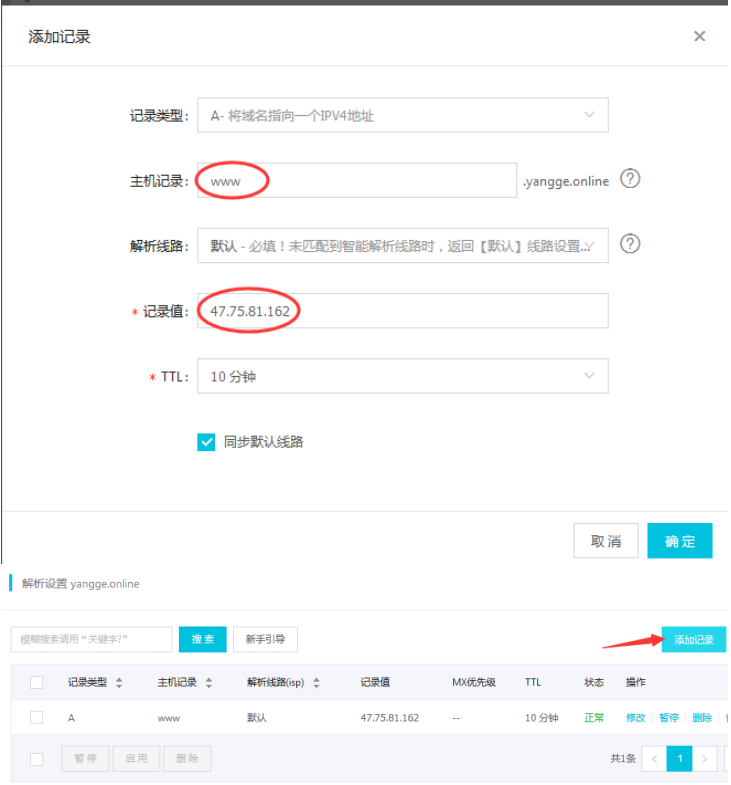 添加记录 ×
记录类型: A- 将域名指向一个IPV4地址
主机记录: www .yangge.online ?
解析线路: 默认 - 必填！未匹配到智能解析线路时，返回【默认】线路设置... ?
* 记录值: 47.75.81.162
* TTL: 10 分钟
同步默认线路
取消 确定
解析设置 yangge.online
模糊搜索请用“关键字?” 搜索 新手引导 添加记录
记录类型 主机记录 解析线路(isp) 记录值 MX优先级 TTL 状态 操作
A www 默认 47.75.81.162 -- 10 分钟 正常 修改 暂停 删除
暂停 启用 删除 共1条 < 1 >